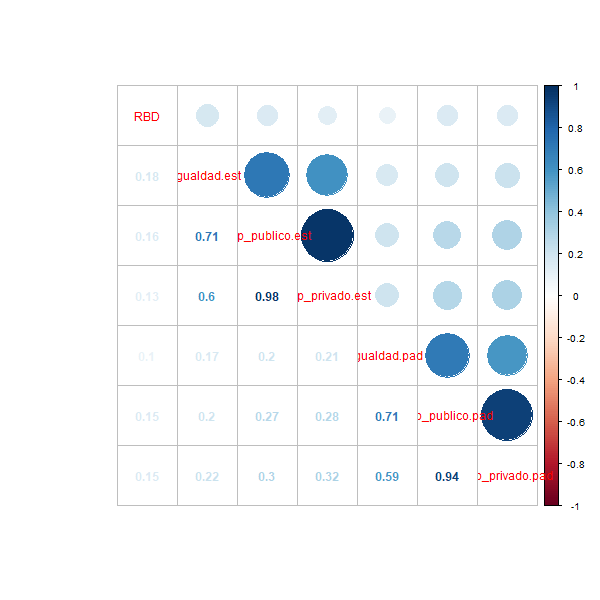 1
RBD
0.8
0.18 gualdad.est
0.6
0.4
0.16 0.71 p_publico.est
0.2
0.13 0.6 0.98 p_privado.est
0
-0.2
0.1 0.17 0.2 0.21 gualdad.pad
-0.4
0.15 0.2 0.27 0.28 0.71 p_publico.pad
-0.6
0.15 0.22 0.3 0.32 0.59 0.94 p_privado.pad
-0.8
-1